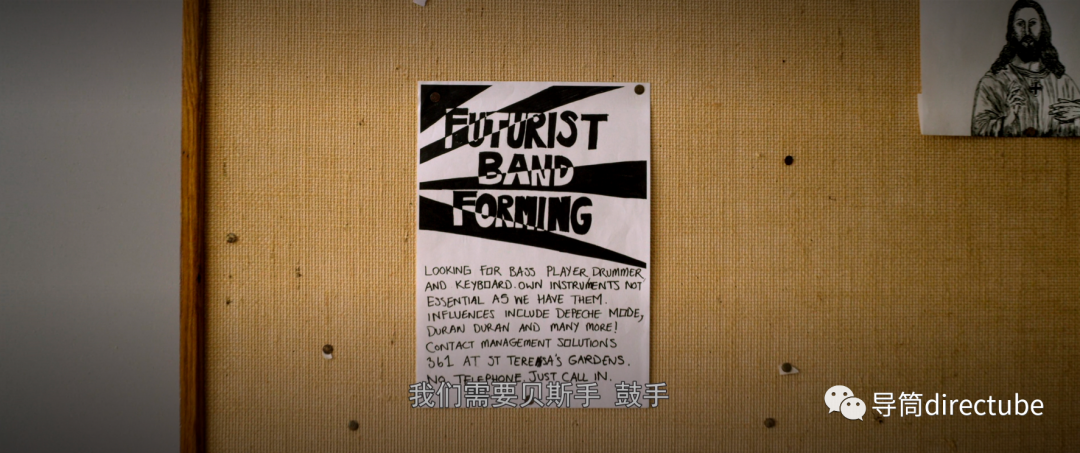 FUTURIST
BAND
FORMING
LOOKING FOR BASS PLAYER, DRUMMER
AND KEYBOARD. OWN INSTRUMENTS NOT
ESSENTIAL AS WE HAVE THEM.
INFLUENCES INCLUDE DEPECHE MODE,
DURAN DURAN AND MANY MORE!
CONTACT MANAGEMENT SOLUTIONS
361 AT ST TERESA'S GARDENS.
NO TELEPHONE JUST CALL IN.
我们需要贝斯手 鼓手
导筒directube